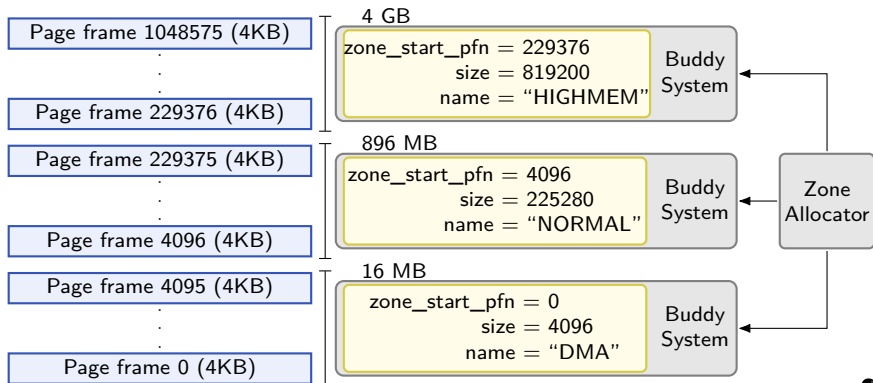 Page frame 1048575 (4KB)
Page frame 229376 (4KB)
Page frame 229375 (4KB)
Page frame 4096 (4KB)
Page frame 4095 (4KB)
Page frame 0 (4KB)
4 GB
zone_start_pfn = 229376
size = 819200
name = “HIGHMEM”
Buddy
System
896 MB
zone_start_pfn = 4096
size = 225280
name = “NORMAL”
Buddy
System
16 MB
zone_start_pfn = 0
size = 4096
name = “DMA”
Buddy
System
Zone
Allocator